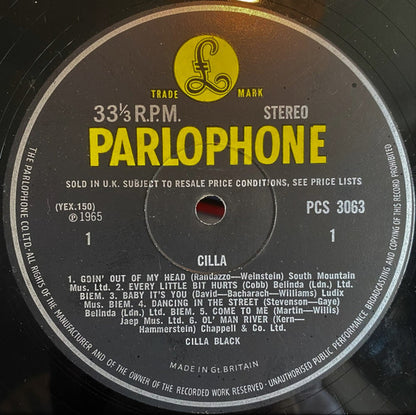 £
TRADE MARK
33⅓ R.P.M. STEREO
PARLOPHONE
SOLD IN U.K. SUBJECT TO RESALE PRICE CONDITIONS, SEE PRICE LISTS
(YEX.150) PCS 3063
Ⓟ1965
1 1
CILLA
1. GOIN' OUT OF MY HEAD (Randazzo—Weinstein) South Mountain
Mus. Ltd. 2. EVERY LITTLE BIT HURTS (Cobb) Belinda (Ldn.) Ltd.
BIEM. 3. BABY IT'S YOU (David—Bacharach—Williams) Ludix
Mus. Ltd. BIEM. 4. DANCING IN THE STREET (Stevenson—Gaye)
Belinda (Ldn.) Ltd. BIEM. 5. COME TO ME (Martin—Willis)
Jaep Mus. Ltd. 6. OL' MAN RIVER (Kern—
Hammerstein) Chappell & Co. Ltd.
CILLA BLACK
MADE IN Gt. BRITAIN
THE PARLOPHONE CO. LTD·-ALL RIGHTS OF THE MANUFACTURER AND OF THE OWNER OF THE RECORDED WORK RESERVED-UNAUTHORISED PUBLIC PERFORMANCE BROADCASTING AND COPYING OF THIS RECORD PROHIBITED